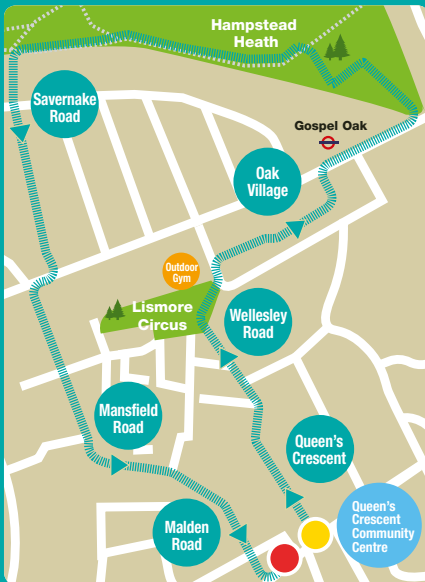 Hampstead
Heath
Savernake
Road
Gospel Oak
Oak
Village
Outdoor
Gym
Lismore
Circus
Wellesley
Road
Mansfield
Road
Queen's
Crescent
Queen's
Crescent
Community
Centre
Malden
Road